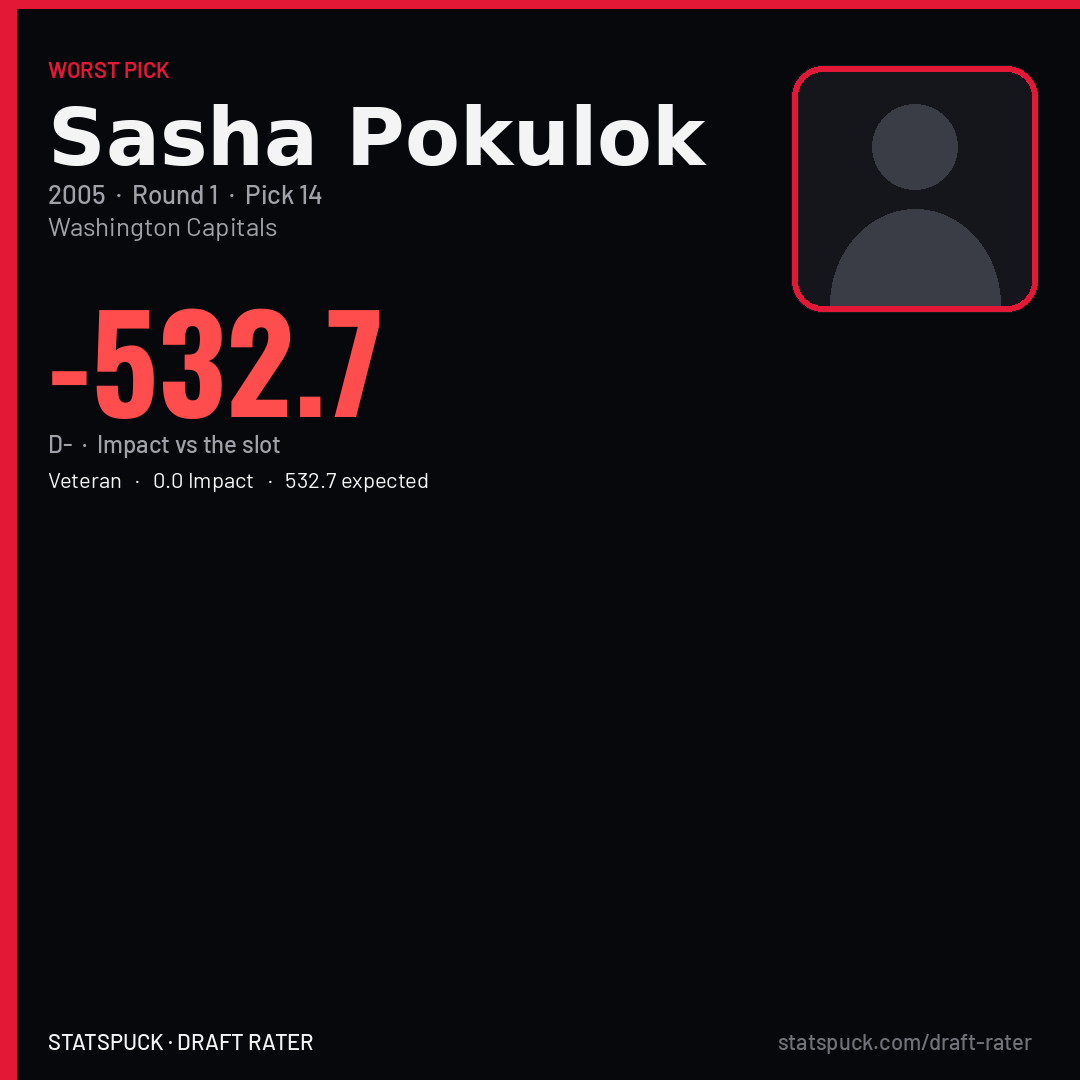 WORST PICK
Sasha Pokulok
2005 · Round 1 · Pick 14
Washington Capitals
-532.7
D- · Impact vs the slot
Veteran · 0.0 Impact · 532.7 expected
STATSPUCK · DRAFT RATER
statspuck.com/draft-rater